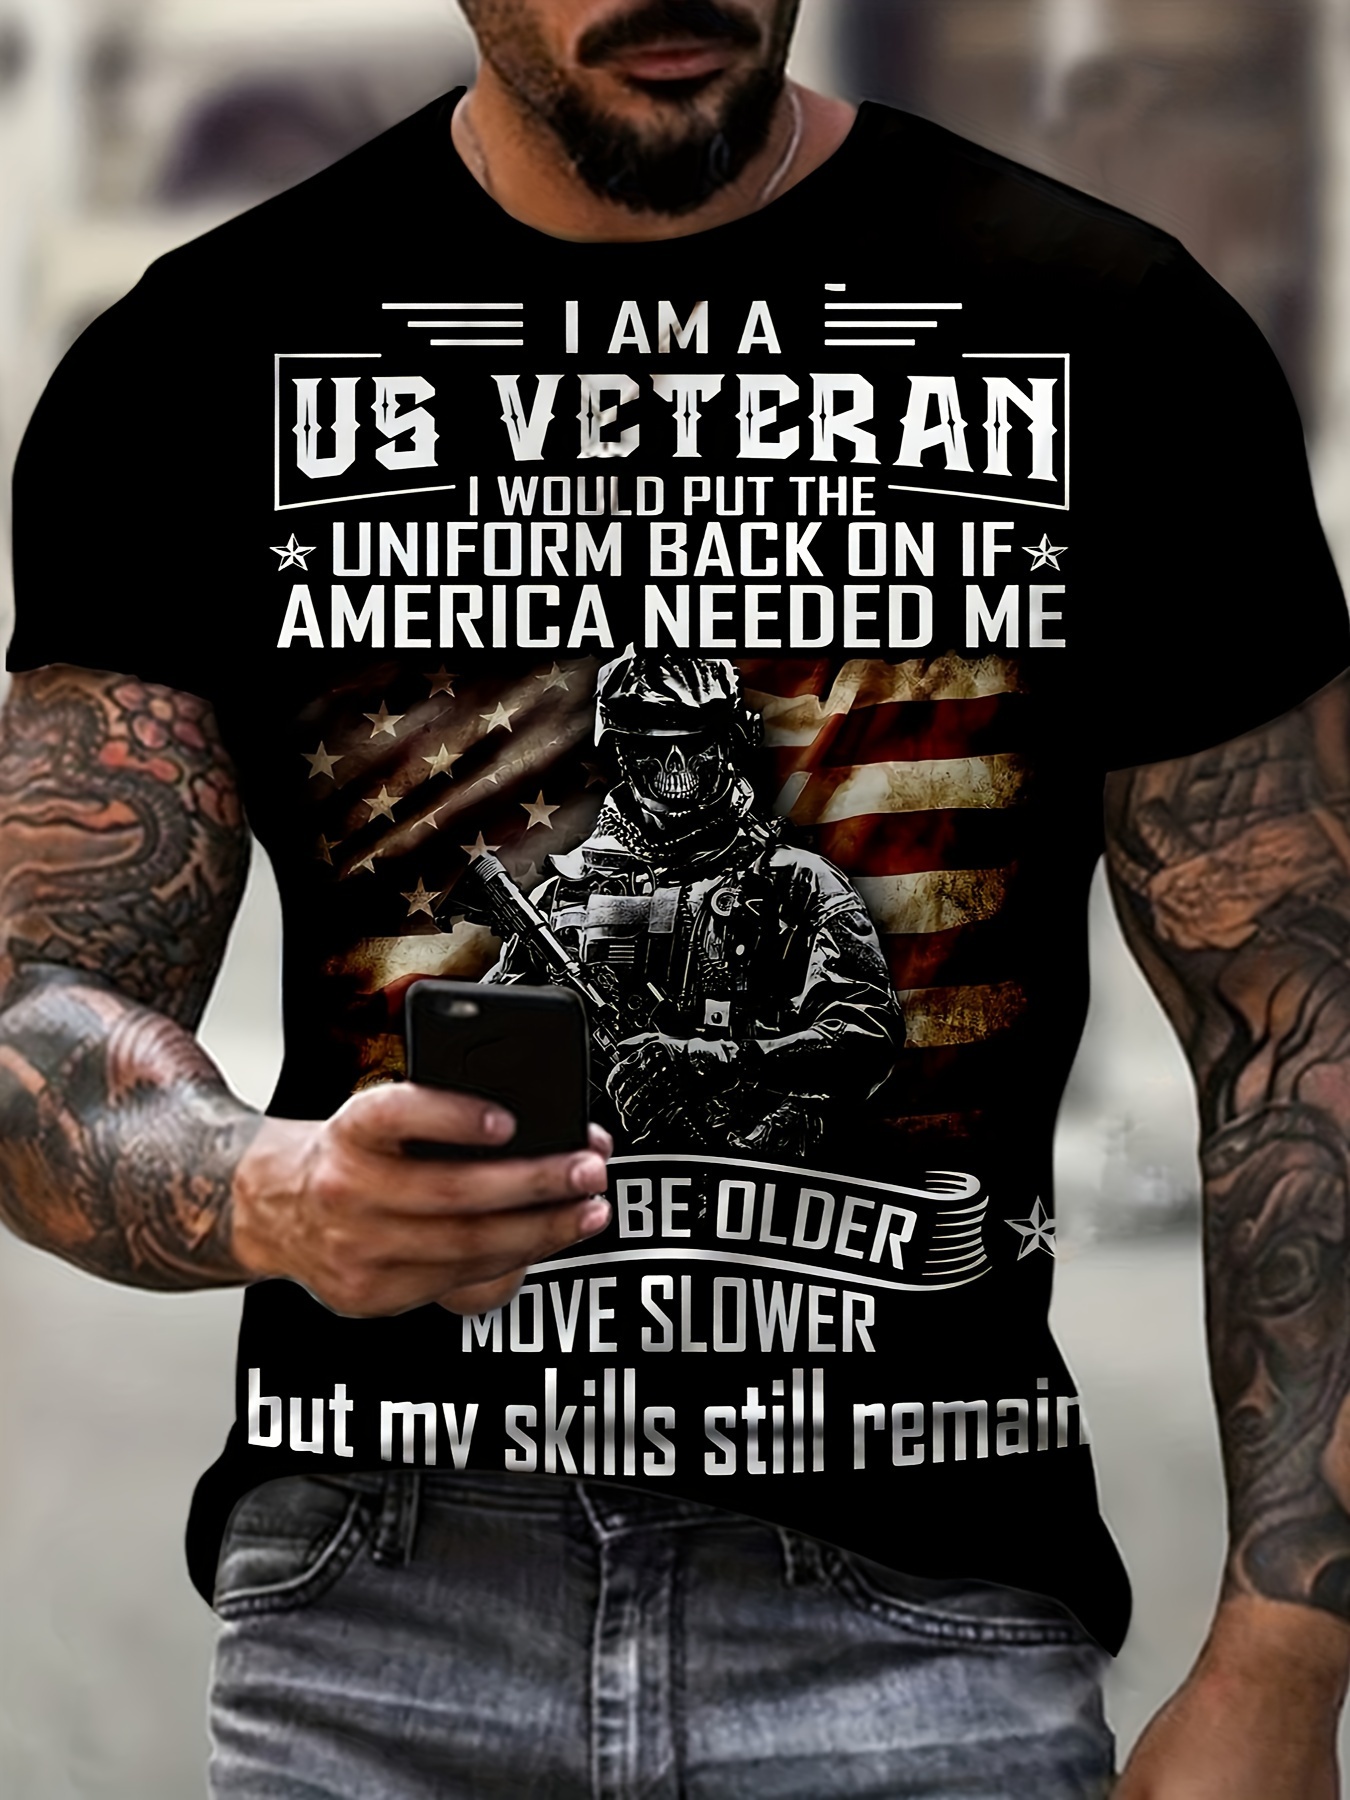 I AM A
US VETERAN
I WOULD PUT THE
UNIFORM BACK ON IF
AMERICA NEEDED ME
BE OLDER
MOVE SLOWER
but my skills still remain